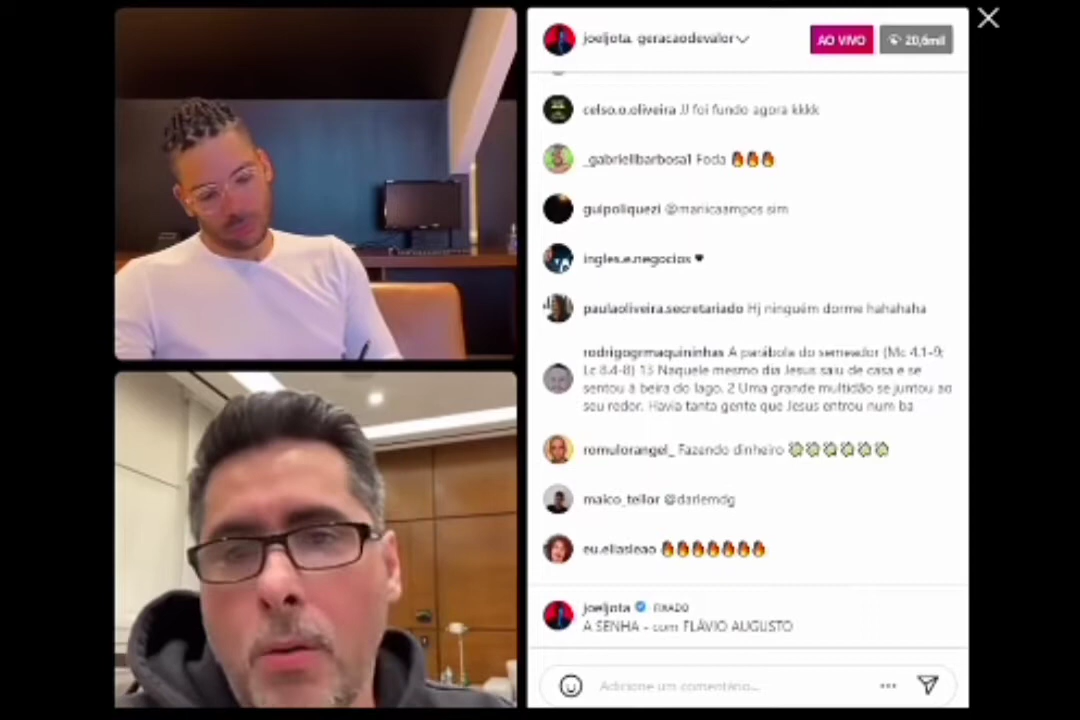 joeljota, geracaodevalor
AO VIVO
20,6mil
celso.o.oliveira JJ foi fundo agora kkkk
_gabriellbarbosa1 Foda 🔥🔥🔥
guipoliquezi @mariicaampos sim
ingles.e.negocios 🖤
paulaoliveira.secretariado Hj ninguém dorme hahahaha
rodrigogrmaquininhas A parábola do semeador (Mc 4.1-9;
Lc 8.4-8) 13 Naquele mesmo dia Jesus saiu de casa e se
sentou à beira do lago. 2 Uma grande multidão se juntou ao
seu redor. Havia tanta gente que Jesus entrou num ba
romulorangel_ Fazendo dinheiro
maico_tellor @darlemdg
eu.eliasleao 🔥🔥🔥🔥🔥🔥🔥
joeljota FIXADO
A SENHA - com FLÁVIO AUGUSTO
Adicione um comentário...